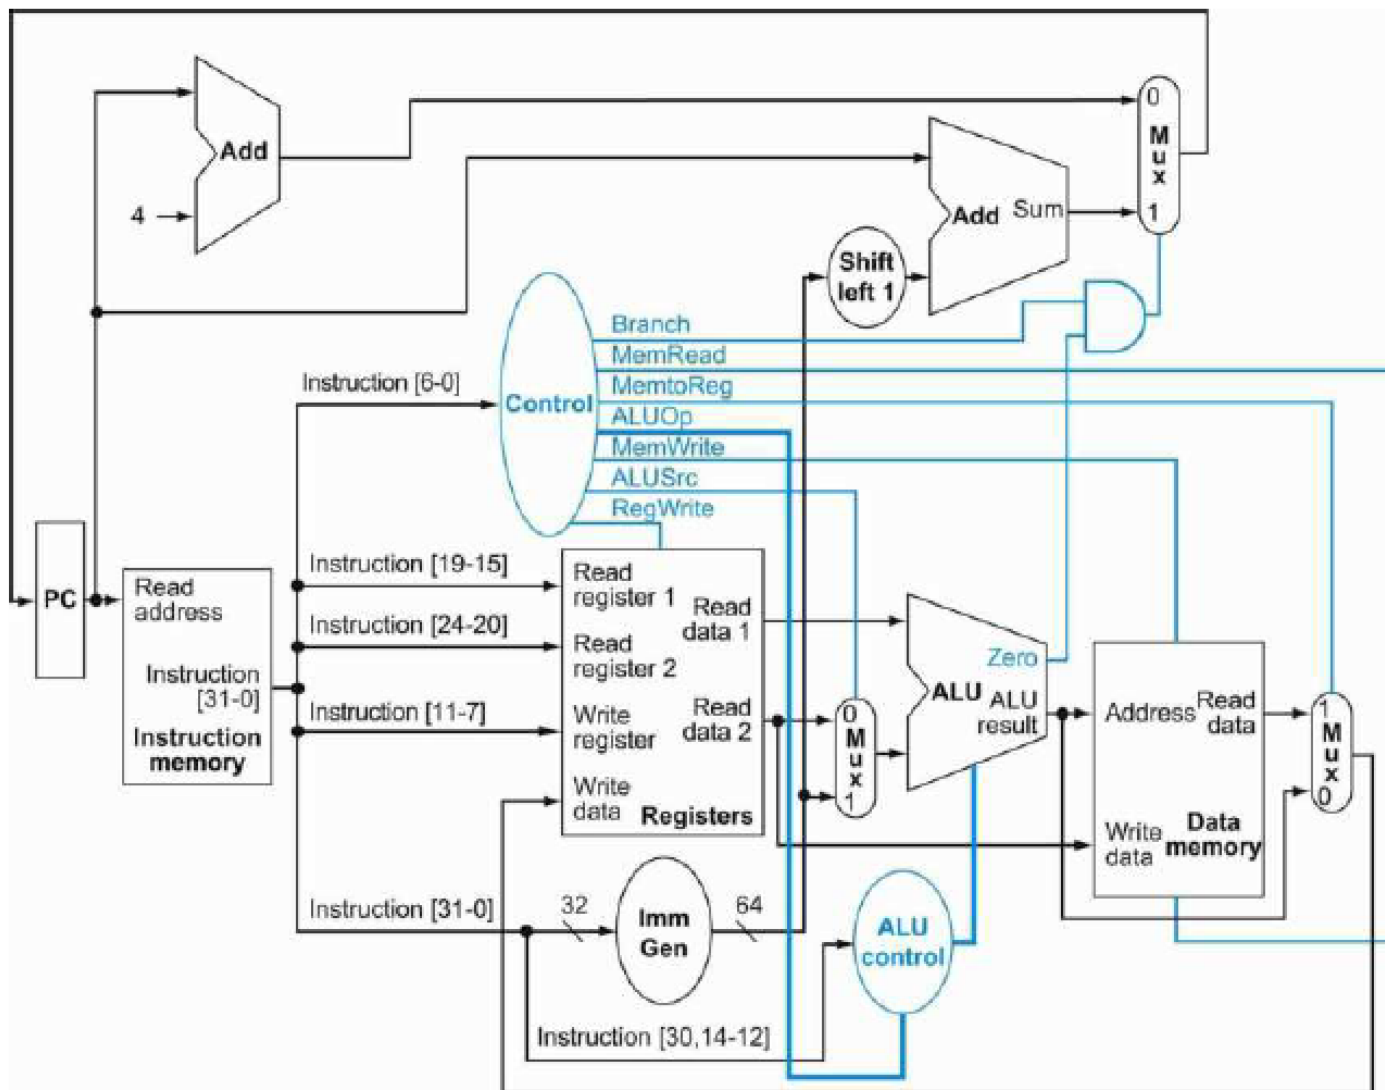 0
M
u
x
1
Add
4
Add Sum
Shift
left 1
Branch
MemRead
MemtoReg
ALUOp
MemWrite
ALUSrc
RegWrite
Control
Instruction [6-0]
Instruction [19-15]
Instruction [24-20]
Instruction [11-7]
Instruction [31-0]
Instruction [30,14-12]
PC
Read
address
Instruction
[31-0]
Instruction
memory
Read
register 1
Read
register 2
Write
register
Write
data
Read
data 1
Read
data 2
Registers
0
M
u
x
1
Zero
ALU
ALU
result
Address
Read
data
Write
data
Data
memory
1
M
u
x
0
32
Imm
Gen
64
ALU
control